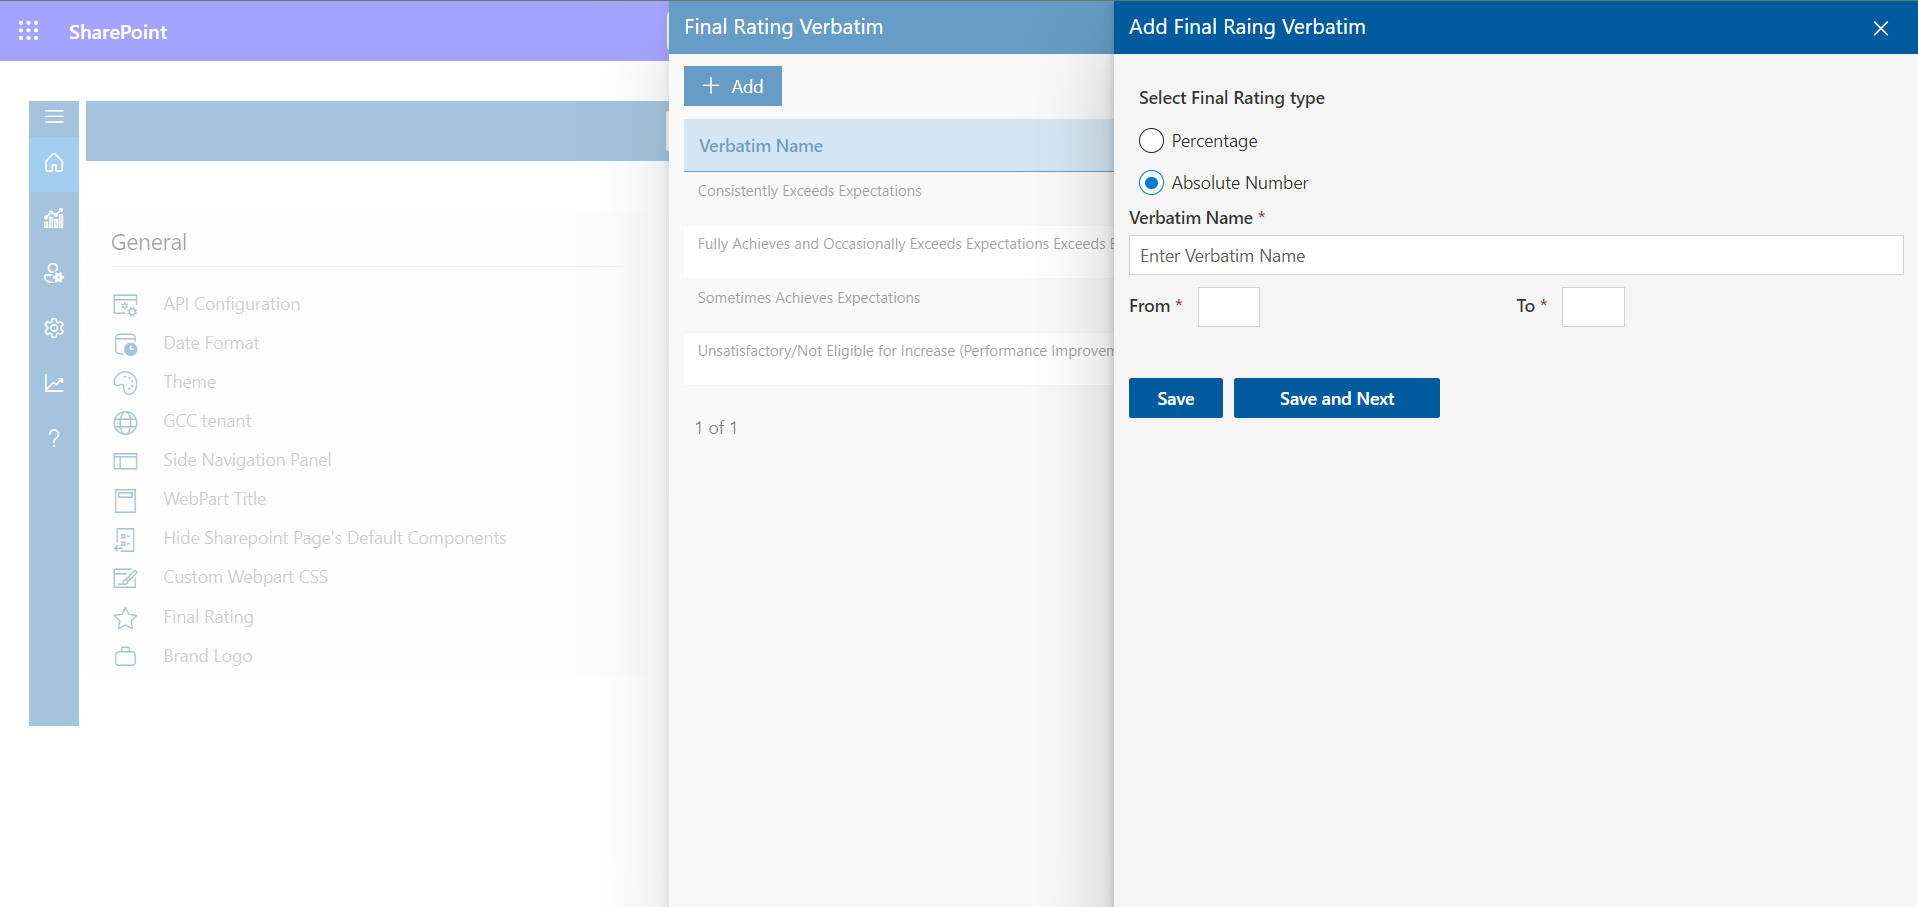 SharePoint
General
API Configuration
Date Format
Theme
GCC tenant
Side Navigation Panel
WebPart Title
Hide Sharepoint Page's Default Components
Custom Webpart CSS
Final Rating
Brand Logo
Final Rating Verbatim
Add
Verbatim Name
Consistently Exceeds Expectations
Fully Achieves and Occasionally Exceeds Expectations Exceeds
Sometimes Achieves Expectations
Unsatisfactory/Not Eligible for Increase (Performance Improvem
1 of 1
Add Final Raing Verbatim
Select Final Rating type
Percentage
Absolute Number
Verbatim Name *
Enter Verbatim Name
From * To *
Save Save and Next